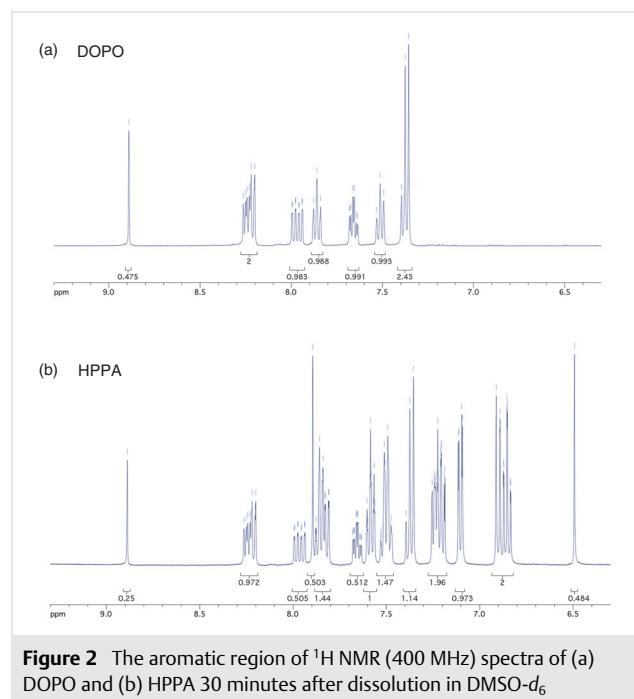 (a) DOPO
0.475 2 0.983 0.988 0.991 0.993 2.43
ppm 9.0 8.5 8.0 7.5 7.0 6.5
(b) HPPA
0.972 0.503 0.512 1.47 1.96 2
0.25 0.505 1.44 1 1.14 0.973 0.484
ppm 9.0 8.5 8.0 7.5 7.0 6.5
Figure 2 The aromatic region of ¹H NMR (400 MHz) spectra of (a)
DOPO and (b) HPPA 30 minutes after dissolution in DMSO-d₆